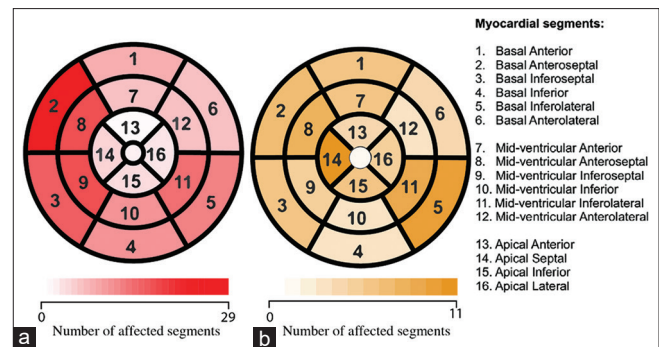 1
2
6
7
8
12
13
14
16
15
9
11
10
3
5
4
0
29
Number of affected segments
a
1
2
6
7
8
12
13
14
16
15
9
11
10
3
5
4
0
11
Number of affected segments
b
Myocardial segments:
1. Basal Anterior
2. Basal Anteroseptal
3. Basal Inferoseptal
4. Basal Inferior
5. Basal Inferolateral
6. Basal Anterolateral
7. Mid-ventricular Anterior
8. Mid-ventricular Anteroseptal
9. Mid-ventricular Inferoseptal
10. Mid-ventricular Inferior
11. Mid-ventricular Inferolateral
12. Mid-ventricular Anterolateral
13. Apical Anterior
14. Apical Septal
15. Apical Inferior
16. Apical Lateral